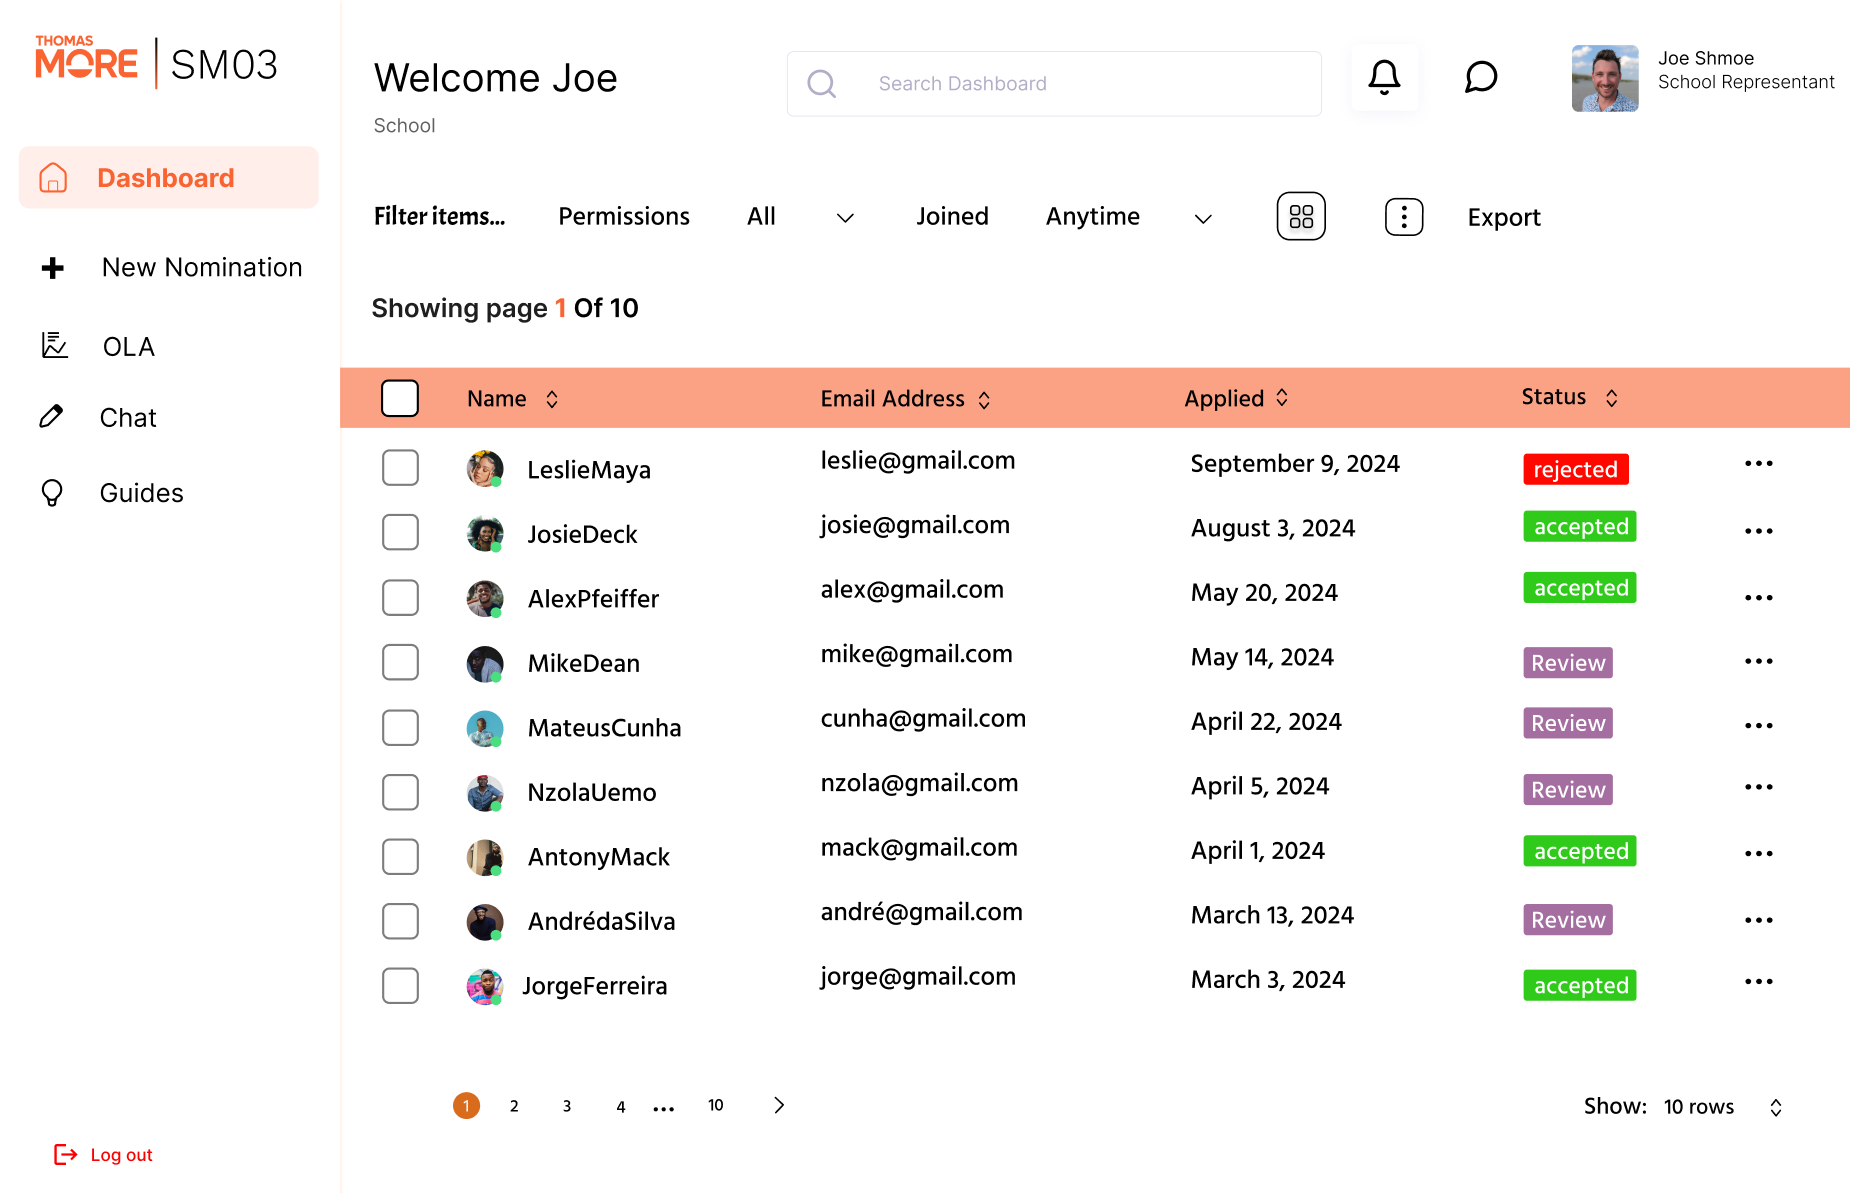 THOMAS
MORE | SM03
Dashboard
New Nomination
OLA
Chat
Guides
Log out
Welcome Joe
School
Search Dashboard
Joe Shmoe
School Representant
Filter items... Permissions All Joined Anytime Export
Showing page 1 Of 10
Name Email Address Applied Status
LeslieMaya leslie@gmail.com September 9, 2024 rejected
JosieDeck josie@gmail.com August 3, 2024 accepted
AlexPfeiffer alex@gmail.com May 20, 2024 accepted
MikeDean mike@gmail.com May 14, 2024 Review
MateusCunha cunha@gmail.com April 22, 2024 Review
NzolaUemo nzola@gmail.com April 5, 2024 Review
AntonyMack mack@gmail.com April 1, 2024 accepted
AndrédaSilva andré@gmail.com March 13, 2024 Review
JorgeFerreira jorge@gmail.com March 3, 2024 accepted
1 2 3 4 ... 10
Show: 10 rows